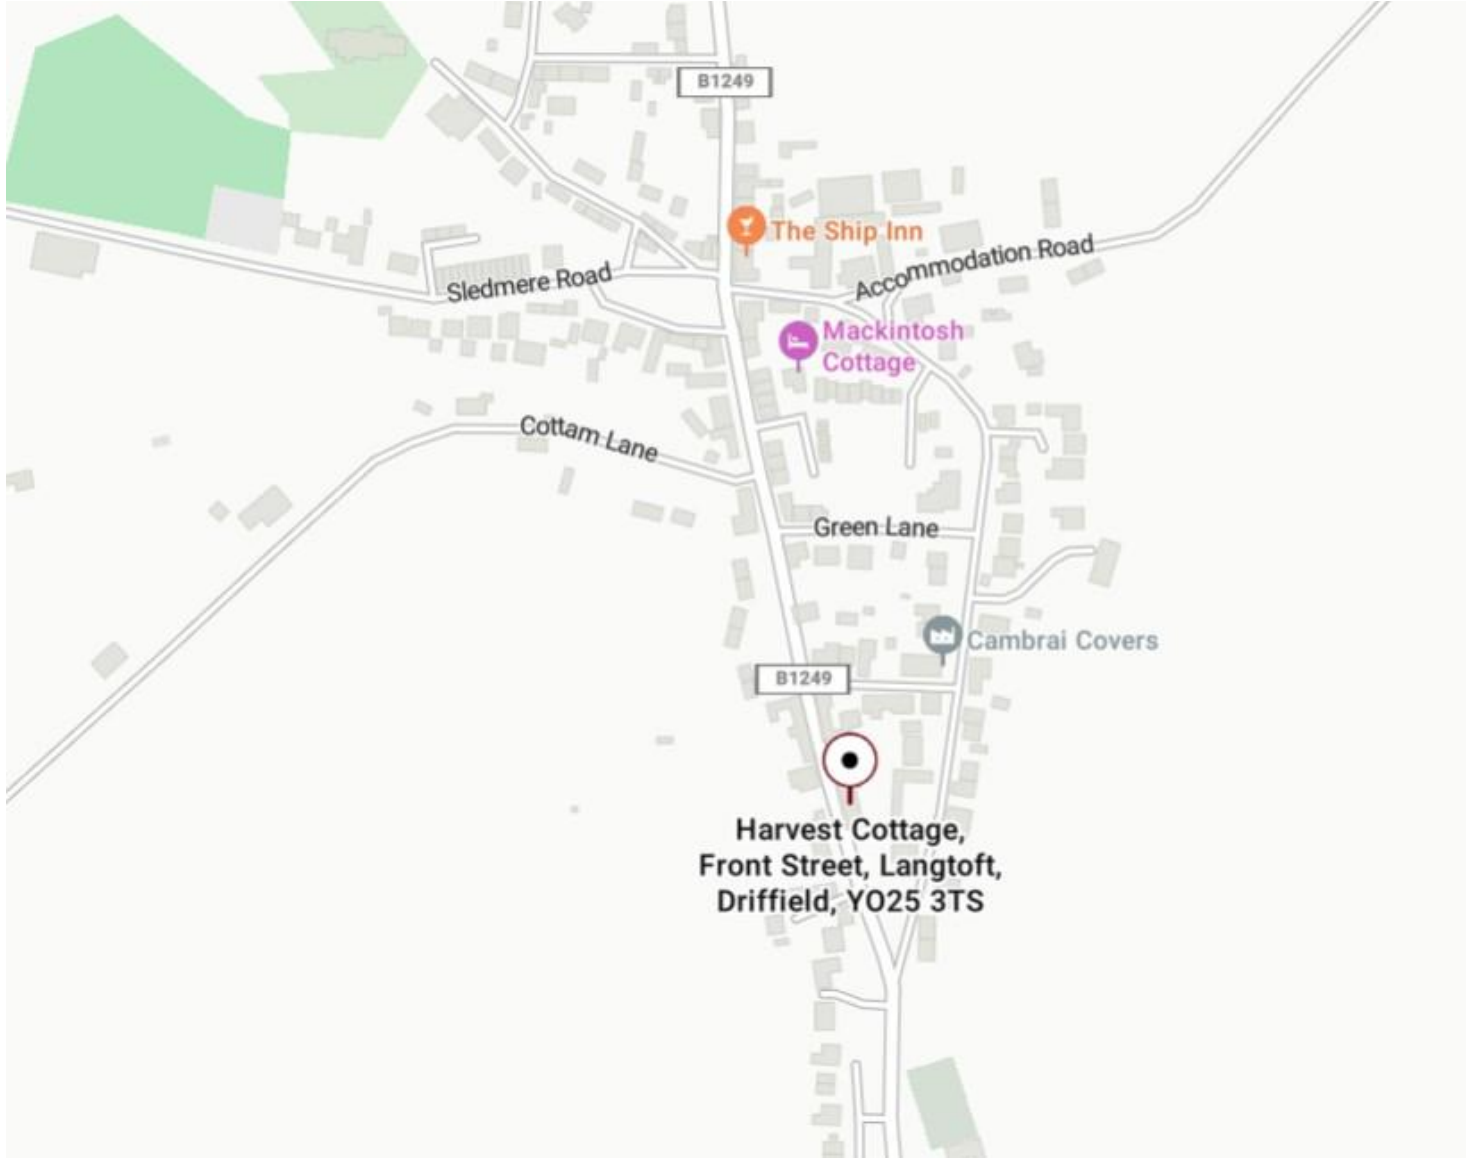 B1249
The Ship Inn
Accommodation Road
Sledmere Road
Mackintosh
Cottage
Cottam Lane
Green Lane
Cambrai Covers
B1249
Harvest Cottage,
Front Street, Langtoft,
Driffield, YO25 3TS